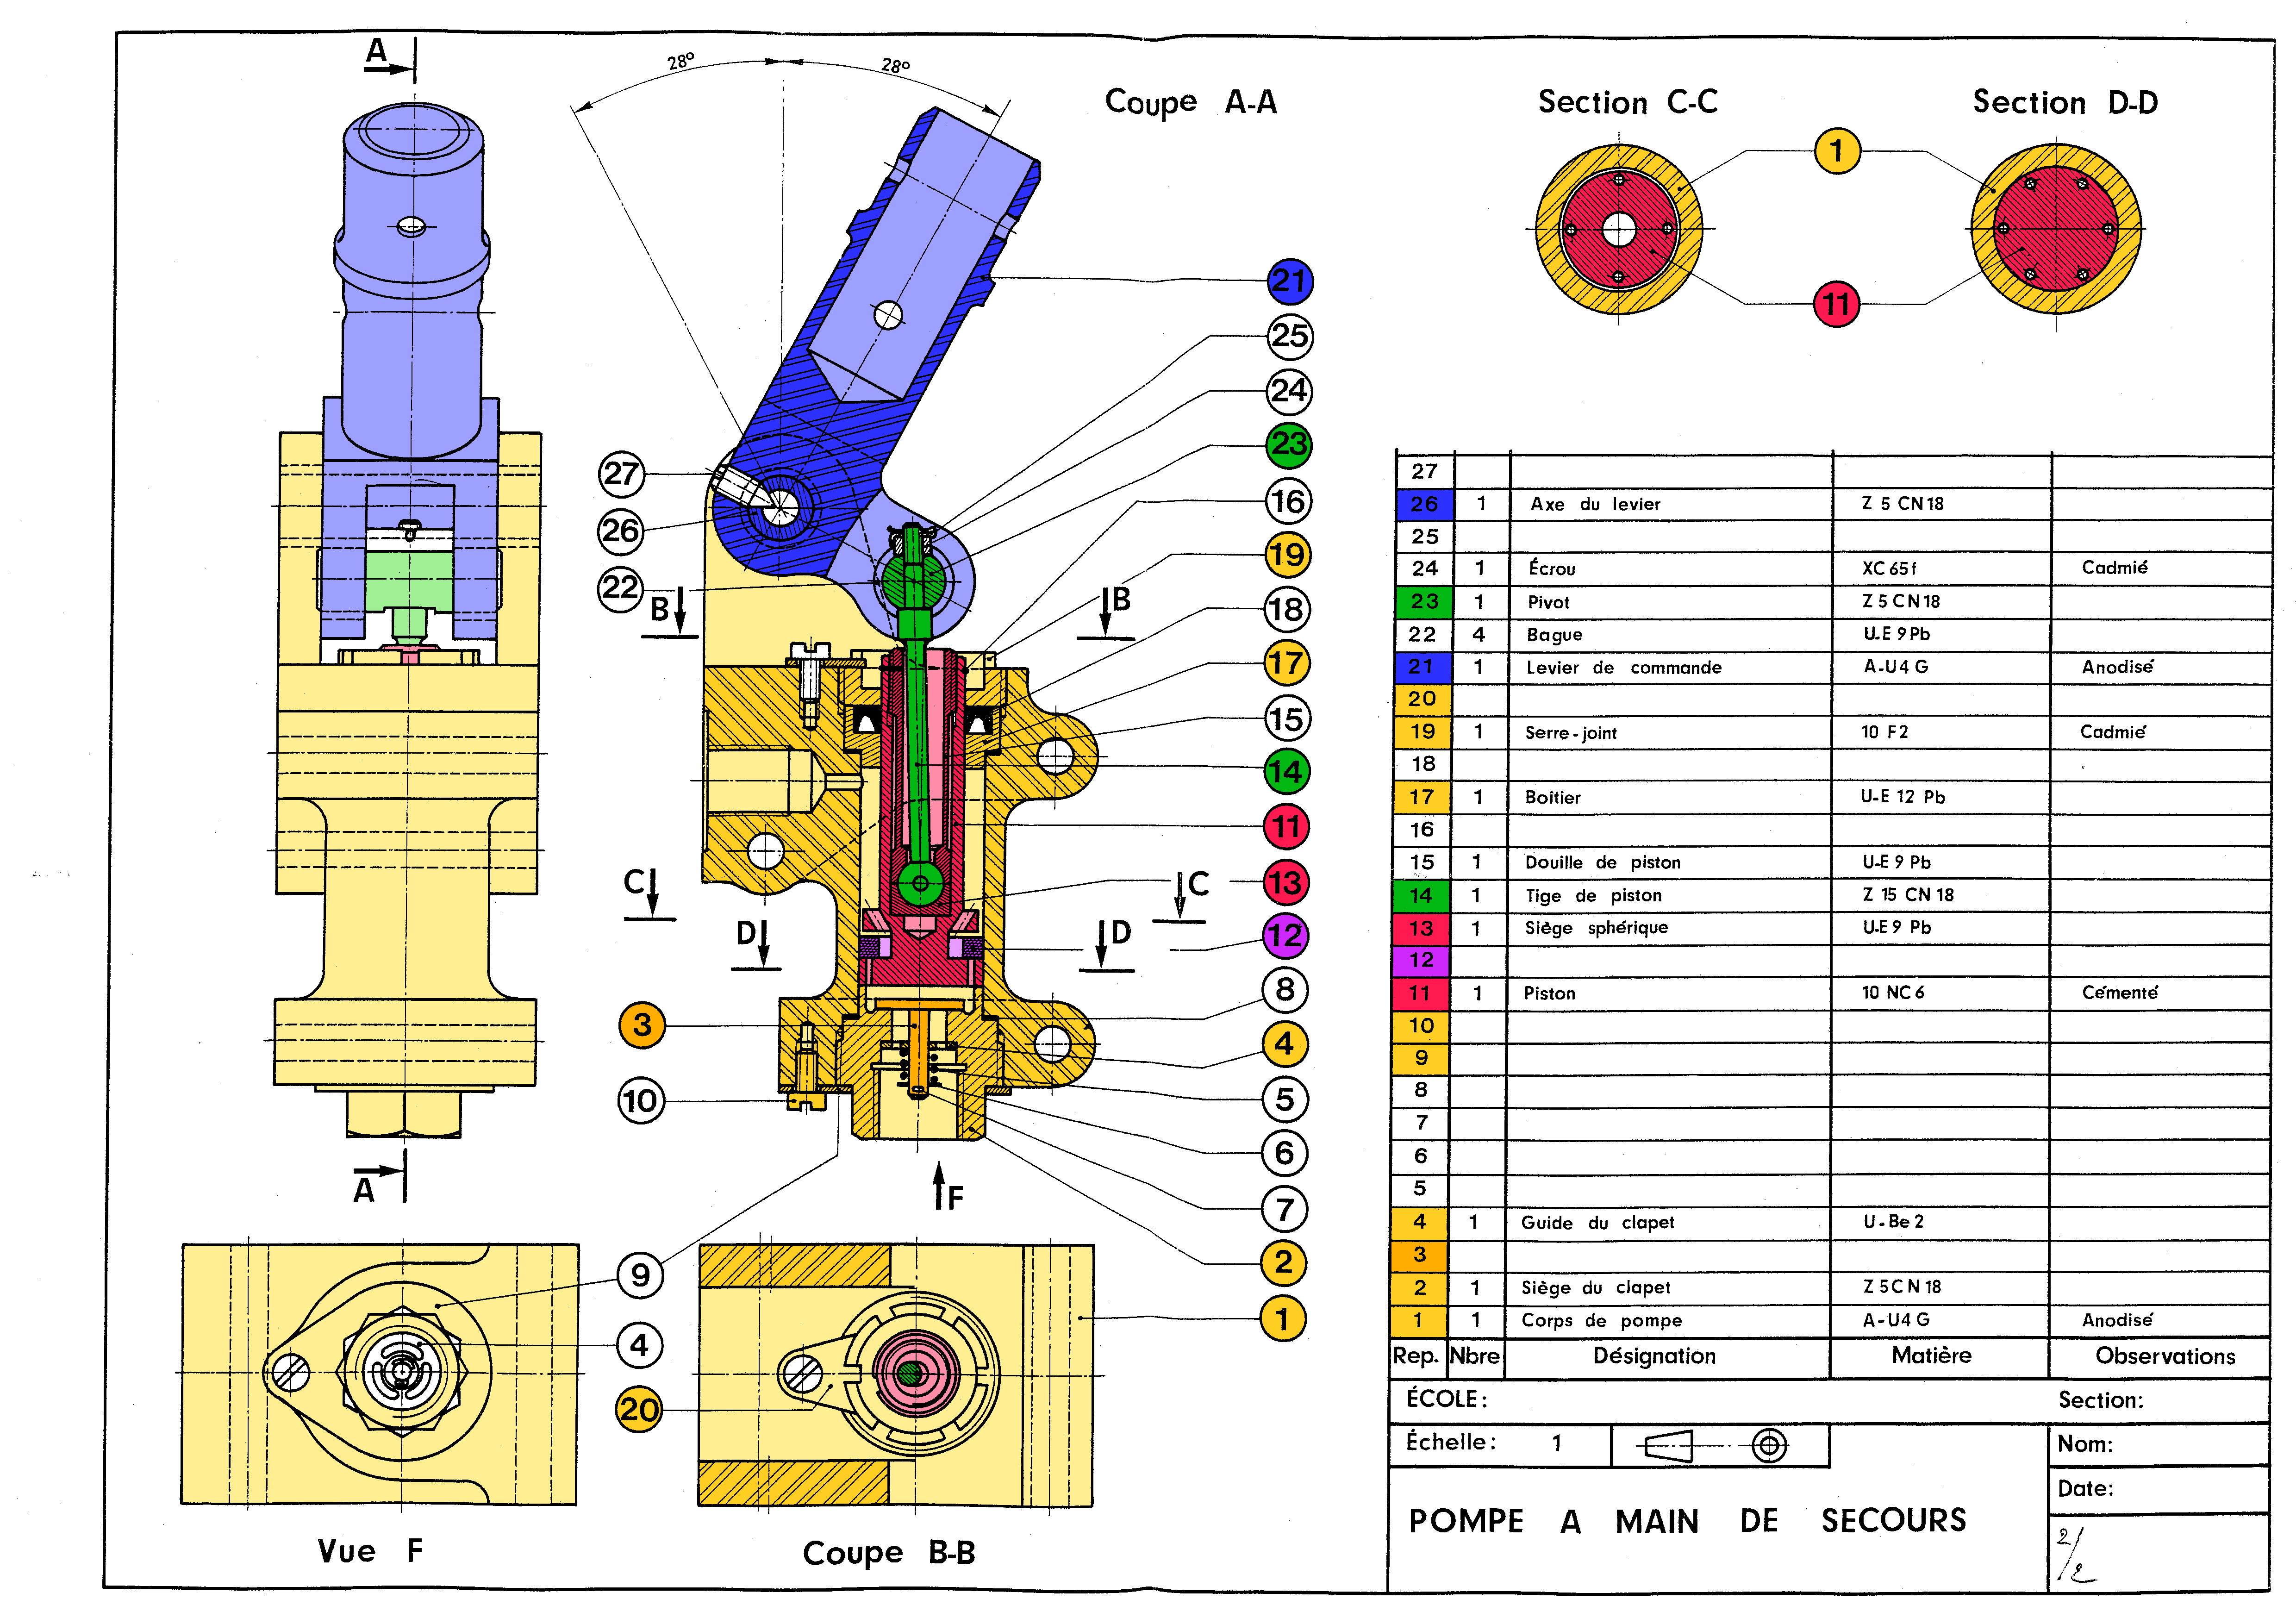 A
28°
28°
Coupe A-A
Section C-C
Section D-D
1
11
21
25
24
23
16
19
18
17
15
14
11
13
12
8
4
5
6
7
2
1
27
26
22
3
10
9
4
20
B
B
C
C
D
D
A
F
Vue F
Coupe B-B
27
26 1 Axe du levier Z 5 CN 18
25
24 1 Écrou XC 65 f Cadmié
23 1 Pivot Z 5 CN 18
22 4 Bague U-E 9 Pb
21 1 Levier de commande A-U4 G Anodisé
20
19 1 Serre-joint 10 F 2 Cadmié
18
17 1 Boîtier U-E 12 Pb
16
15 1 Douille de piston U-E 9 Pb
14 1 Tige de piston Z 15 CN 18
13 1 Siège sphérique U-E 9 Pb
12
11 1 Piston 10 NC 6 Cémenté
10
9
8
7
6
5
4 1 Guide du clapet U-Be 2
3
2 1 Siège du clapet Z 5 CN 18
1 1 Corps de pompe A-U4 G Anodisé
Rep. Nbre Désignation Matière Observations
ÉCOLE: Section:
Échelle: 1
Nom:
Date:
POMPE A MAIN DE SECOURS
2/2